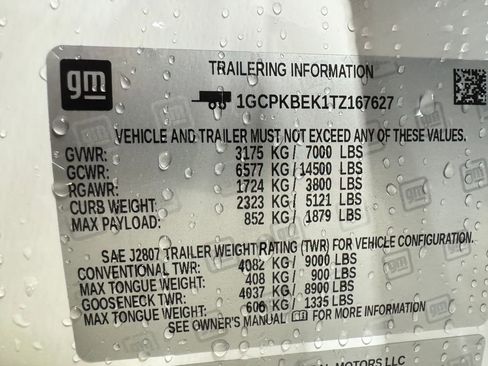 gm
TRAILERING INFORMATION
1GCPKBEK1TZ167627
VEHICLE AND TRAILER MUST NOT EXCEED ANY OF THESE VALUES.
GVWR: 3175 KG/ 7000 LBS
GCWR: 6577 KG/ 14500 LBS
RGAWR: 1724 KG/ 3800 LBS
CURB WEIGHT: 2323 KG/ 5121 LBS
MAX PAYLOAD: 852 KG/ 1879 LBS
SAE J2807 TRAILER WEIGHT RATING (TWR) FOR VEHICLE CONFIGURATION.
CONVENTIONAL TWR: 4082 KG/ 9000 LBS
MAX TONGUE WEIGHT: 408 KG/ 900 LBS
GOOSENECK TWR: 4037 KG/ 8900 LBS
MAX TONGUE WEIGHT: 606 KG/ 1335 LBS
SEE OWNER'S MANUAL FOR MORE INFORMATION
MOTORS LLC